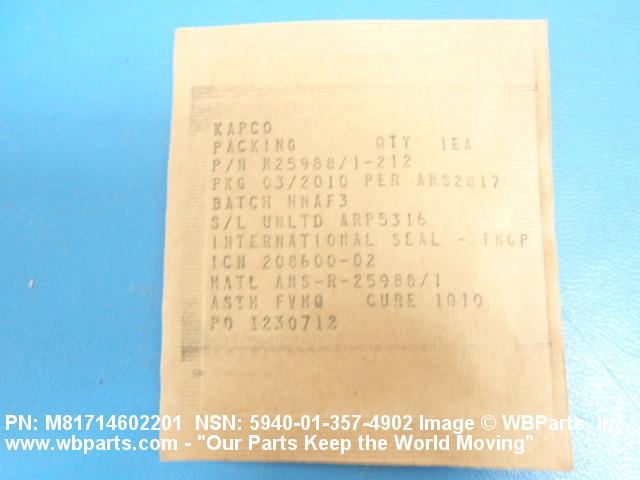 KAPCO
PACKING QTY 1EA
P/N M25988/1-212
PKG 03/2010 PER AMS2817
BATCH NNAF3
S/L UNLTD ARP5316
INTERNATIONAL SEAL - FNGP
ICN 208600-02
MATL AMS-R-25988/1
ASTM FVMQ CURE 1Q10
PO 1230712
PN: M81714602201 NSN: 5940-01-357-4902 Image © WBParts, Inc.
www.wbparts.com - "Our Parts Keep the World Moving"